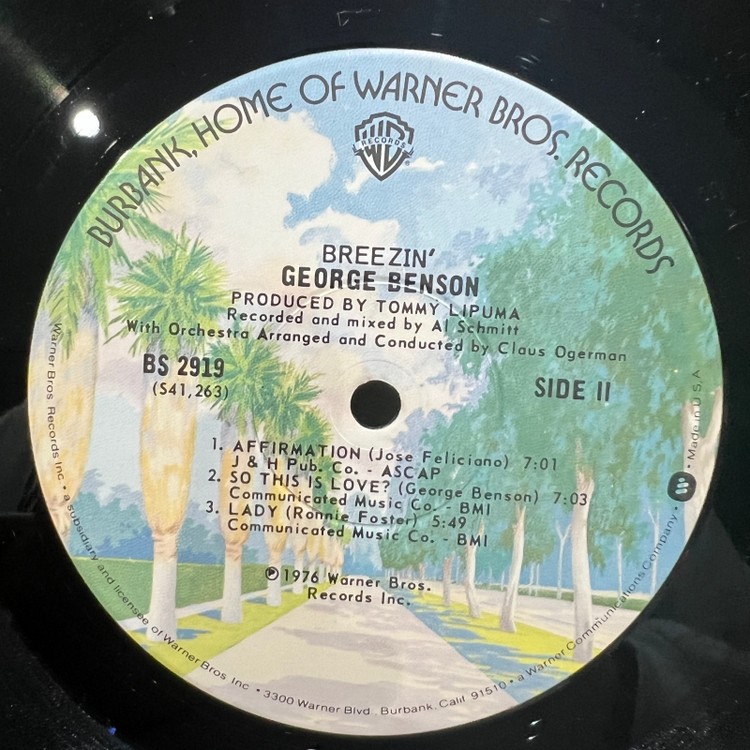 BURBANK, HOME OF WARNER BROS. RECORDS
RECORDS
BREEZIN'
GEORGE BENSON
PRODUCED BY TOMMY LIPUMA
Recorded and mixed by Al Schmitt
With Orchestra Arranged and Conducted by Claus Ogerman
BS 2919
(S41,263)
SIDE II
1. AFFIRMATION (Jose Feliciano) 7:01
J & H Pub. Co. - ASCAP
2. SO THIS IS LOVE? (George Benson) 7:03
Communicated Music Co. - BMI
3. LADY (Ronnie Foster) 5:49
Communicated Music Co. - BMI
℗1976 Warner Bros.
Records Inc.
Warner Bros. Records Inc. • a subsidiary and licensee of Warner Bros Inc • 3300 Warner Blvd., Burbank, Calif. 91510 • a Warner Communications Company • Made in U.S.A.